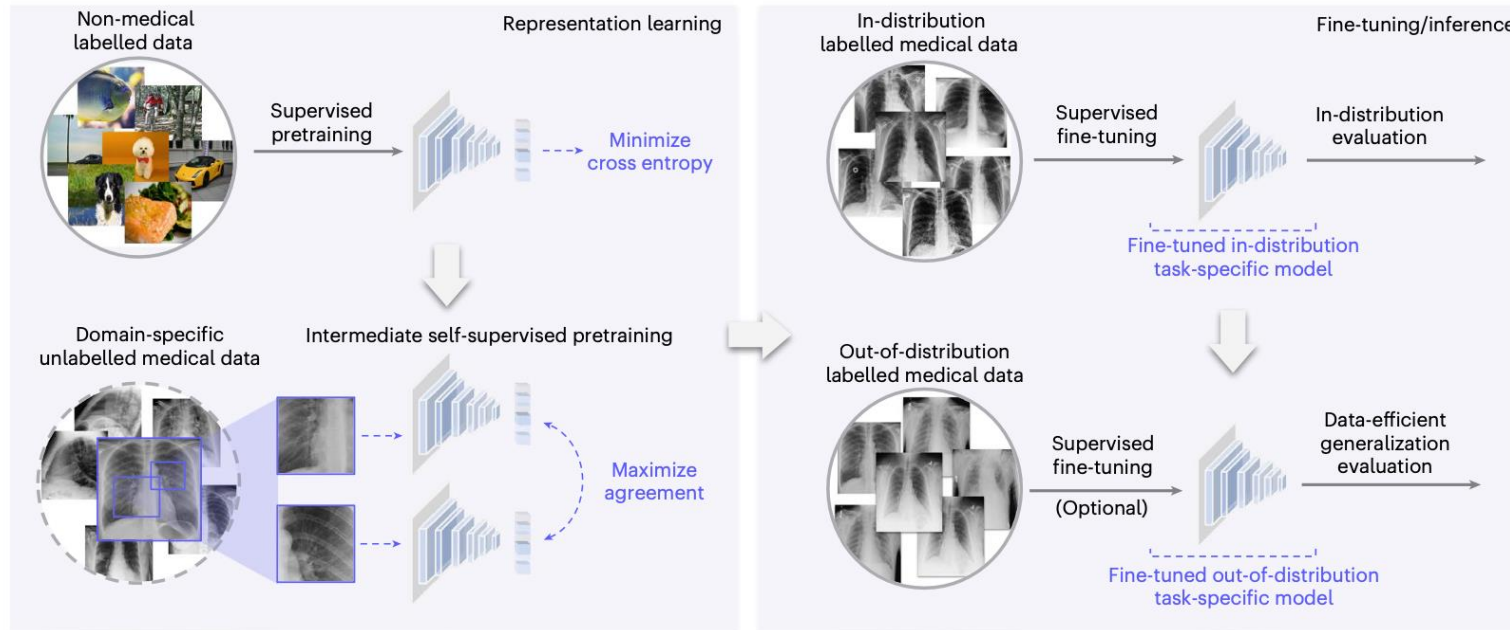 Non-medical
labelled data
Representation learning
Supervised
pretraining
Minimize
cross entropy
Domain-specific
unlabelled medical data
Intermediate self-supervised pretraining
Maximize
agreement
In-distribution
labelled medical data
Fine-tuning/inference
Supervised
fine-tuning
In-distribution
evaluation
Fine-tuned in-distribution
task-specific model
Out-of-distribution
labelled medical data
Supervised
fine-tuning
(Optional)
Data-efficient
generalization
evaluation
Fine-tuned out-of-distribution
task-specific model